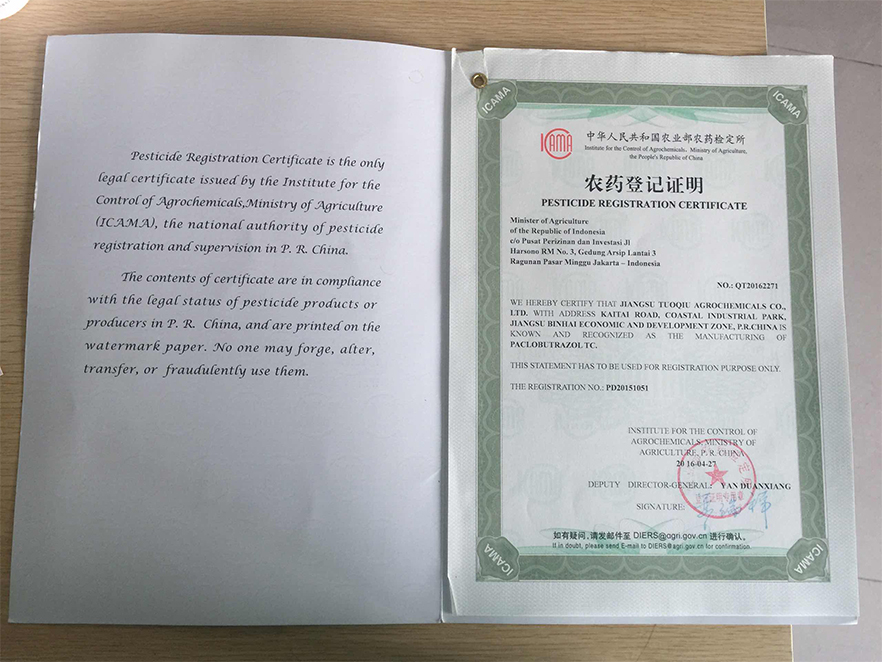 Pesticide Registration Certificate is the only
legal certificate issued by the Institute for the
Control of Agrochemicals,Ministry of Agriculture
(ICAMA), the national authority of pesticide
registration and supervision in P. R. China.
The contents of certificate are in compliance
with the legal status of pesticide products or
producers in P. R. China, and are printed on the
watermark paper. No one may forge, alter,
transfer, or fraudulently use them.
ICAMA
ICAMA
ICAMA
中华人民共和国农业部农药检定所
Institute for the Control of Agrochemicals, Ministry of Agriculture,
the People's Republic of China
农药登记证明
PESTICIDE REGISTRATION CERTIFICATE
Minister of Agriculture
of the Republic of Indonesia
c/o Pusat Perizinan dan Investasi Jl
Harsono RM No. 3, Gedung Arsip Lantai 3
Ragunan Pasar Minggu Jakarta – Indonesia
NO.: QT20162271
WE HEREBY CERTIFY THAT JIANGSU TUOQIU AGROCHEMICALS CO.,
LTD. WITH ADDRESS KAITAI ROAD, COASTAL INDUSTRIAL PARK,
JIANGSU BINHAI ECONOMIC AND DEVELOPMENT ZONE, P.R.CHINA IS
KNOWN AND RECOGNIZED AS THE MANUFACTURING OF
PACLOBUTRAZOL TC.
THIS STATEMENT HAS TO BE USED FOR REGISTRATION PURPOSE ONLY.
THE REGISTRATION NO.: PD20151051
INSTITUTE FOR THE CONTROL OF
AGROCHEMICALS, MINISTRY OF
AGRICULTURE, P. R. CHINA
2016-04-27
DEPUTY DIRECTOR-GENERAL: YAN DUANXIANG
SIGNATURE:
如有疑问,请发邮件至 DIERS@agri.gov.cn 进行确认。
If in doubt, please send E-mail to DIERS@agri.gov.cn for confirmation.
ICAMA
ICAMA